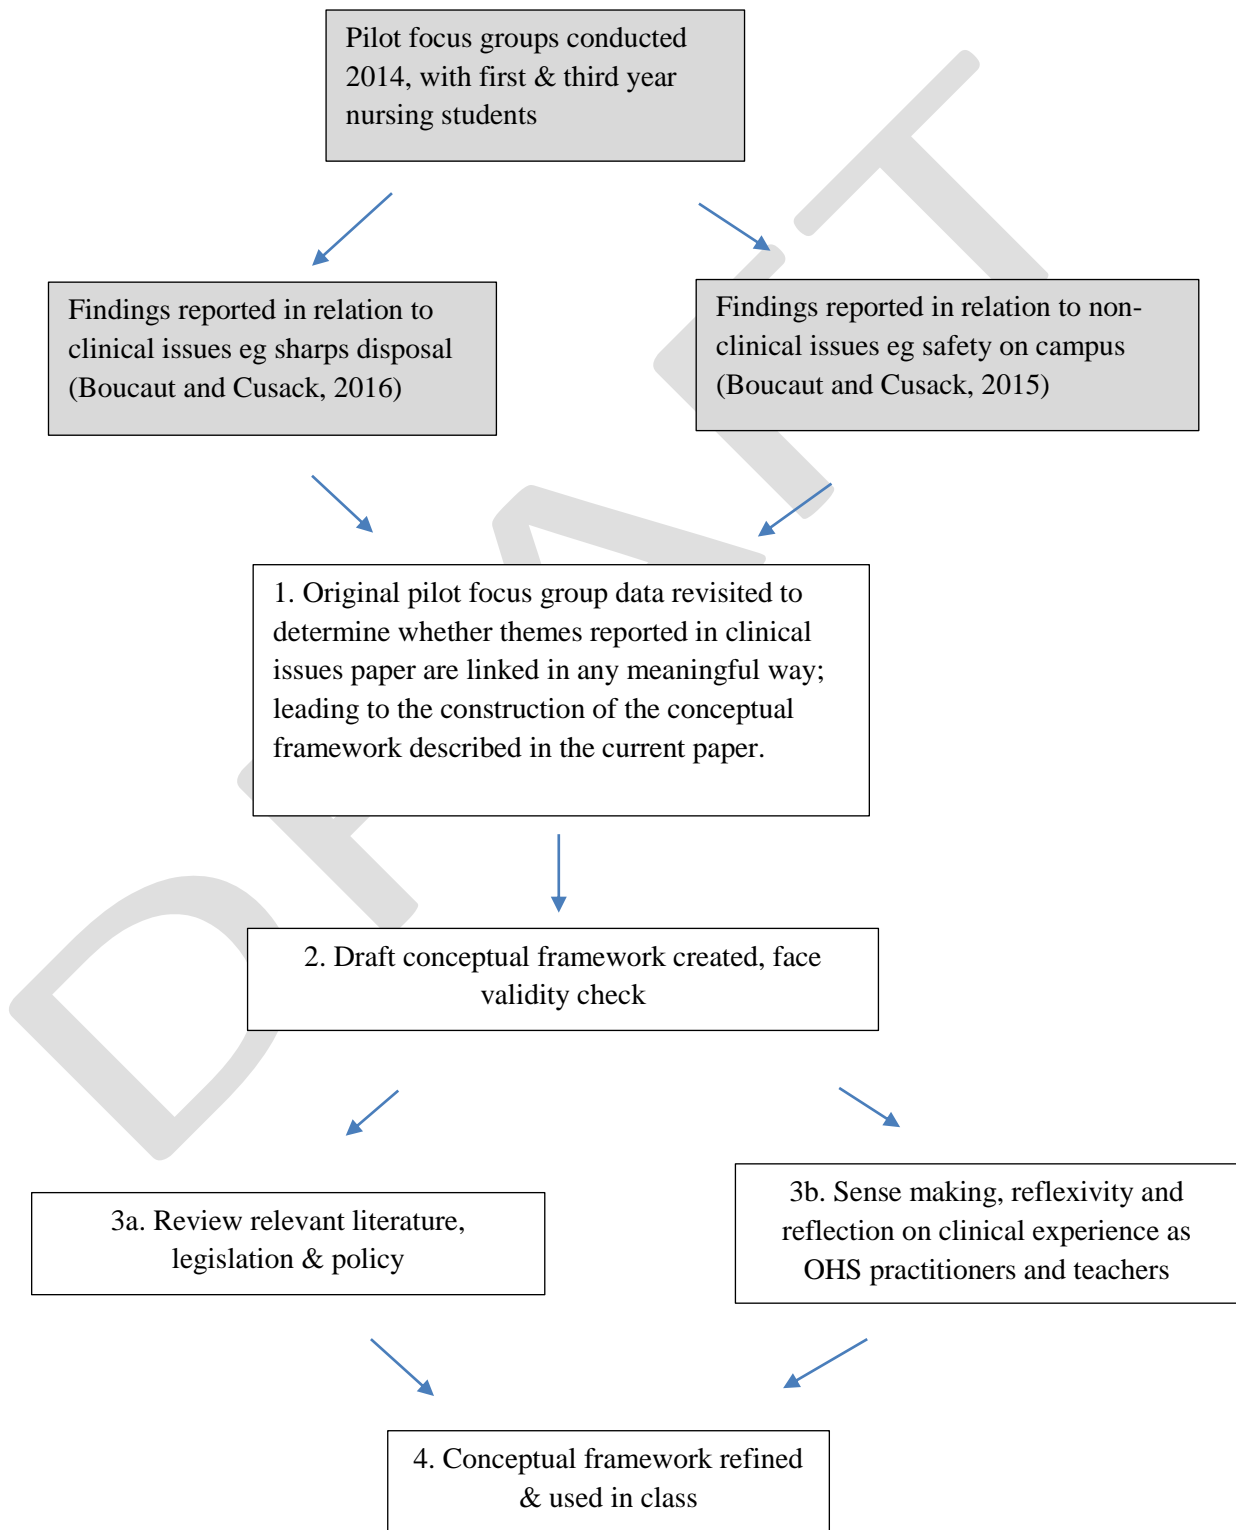 Pilot focus groups conducted
2014, with first & third year
nursing students
Findings reported in relation to
clinical issues eg sharps disposal
(Boucaut and Cusack, 2016)
Findings reported in relation to non-
clinical issues eg safety on campus
(Boucaut and Cusack, 2015)
1. Original pilot focus group data revisited to
determine whether themes reported in clinical
issues paper are linked in any meaningful way;
leading to the construction of the conceptual
framework described in the current paper.
2. Draft conceptual framework created, face
validity check
3a. Review relevant literature,
legislation & policy
3b. Sense making, reflexivity and
reflection on clinical experience as
OHS practitioners and teachers
4. Conceptual framework refined
& used in class
DRAFT